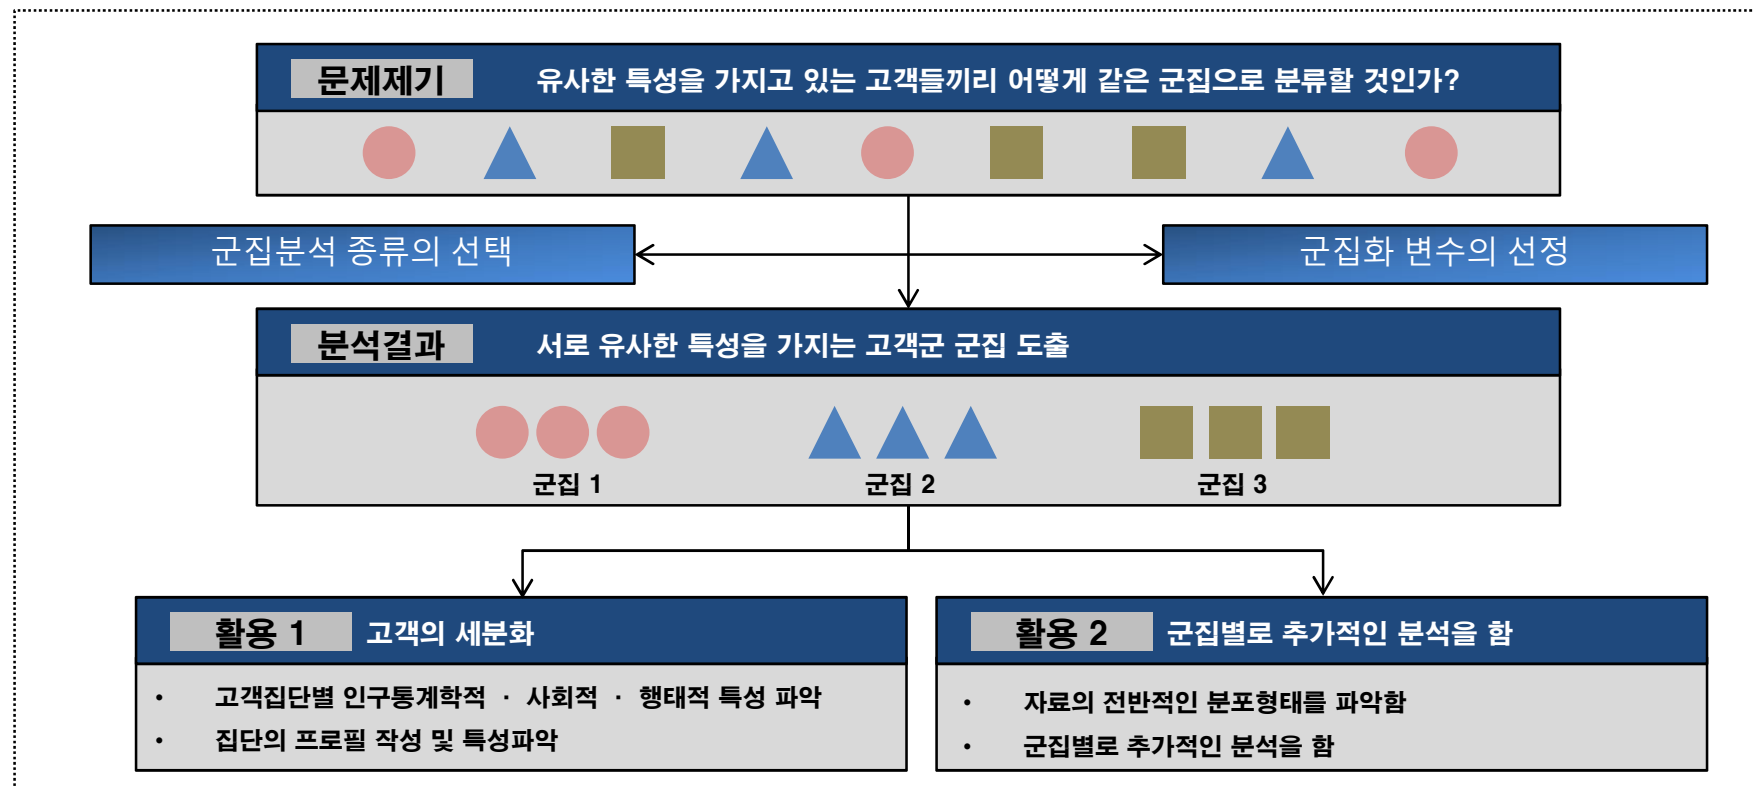 문제제기 유사한 특성을 가지고 있는 고객들끼리 어떻게 같은 군집으로 분류할 것인가?
군집분석 종류의 선택
군집화 변수의 선정
분석결과 서로 유사한 특성을 가지는 고객군 군집 도출
군집 1
군집 2
군집 3
활용 1 고객의 세분화
• 고객집단별 인구통계학적 · 사회적 · 행태적 특성 파악
• 집단의 프로필 작성 및 특성파악
활용 2 군집별로 추가적인 분석을 함
• 자료의 전반적인 분포형태를 파악함
• 군집별로 추가적인 분석을 함